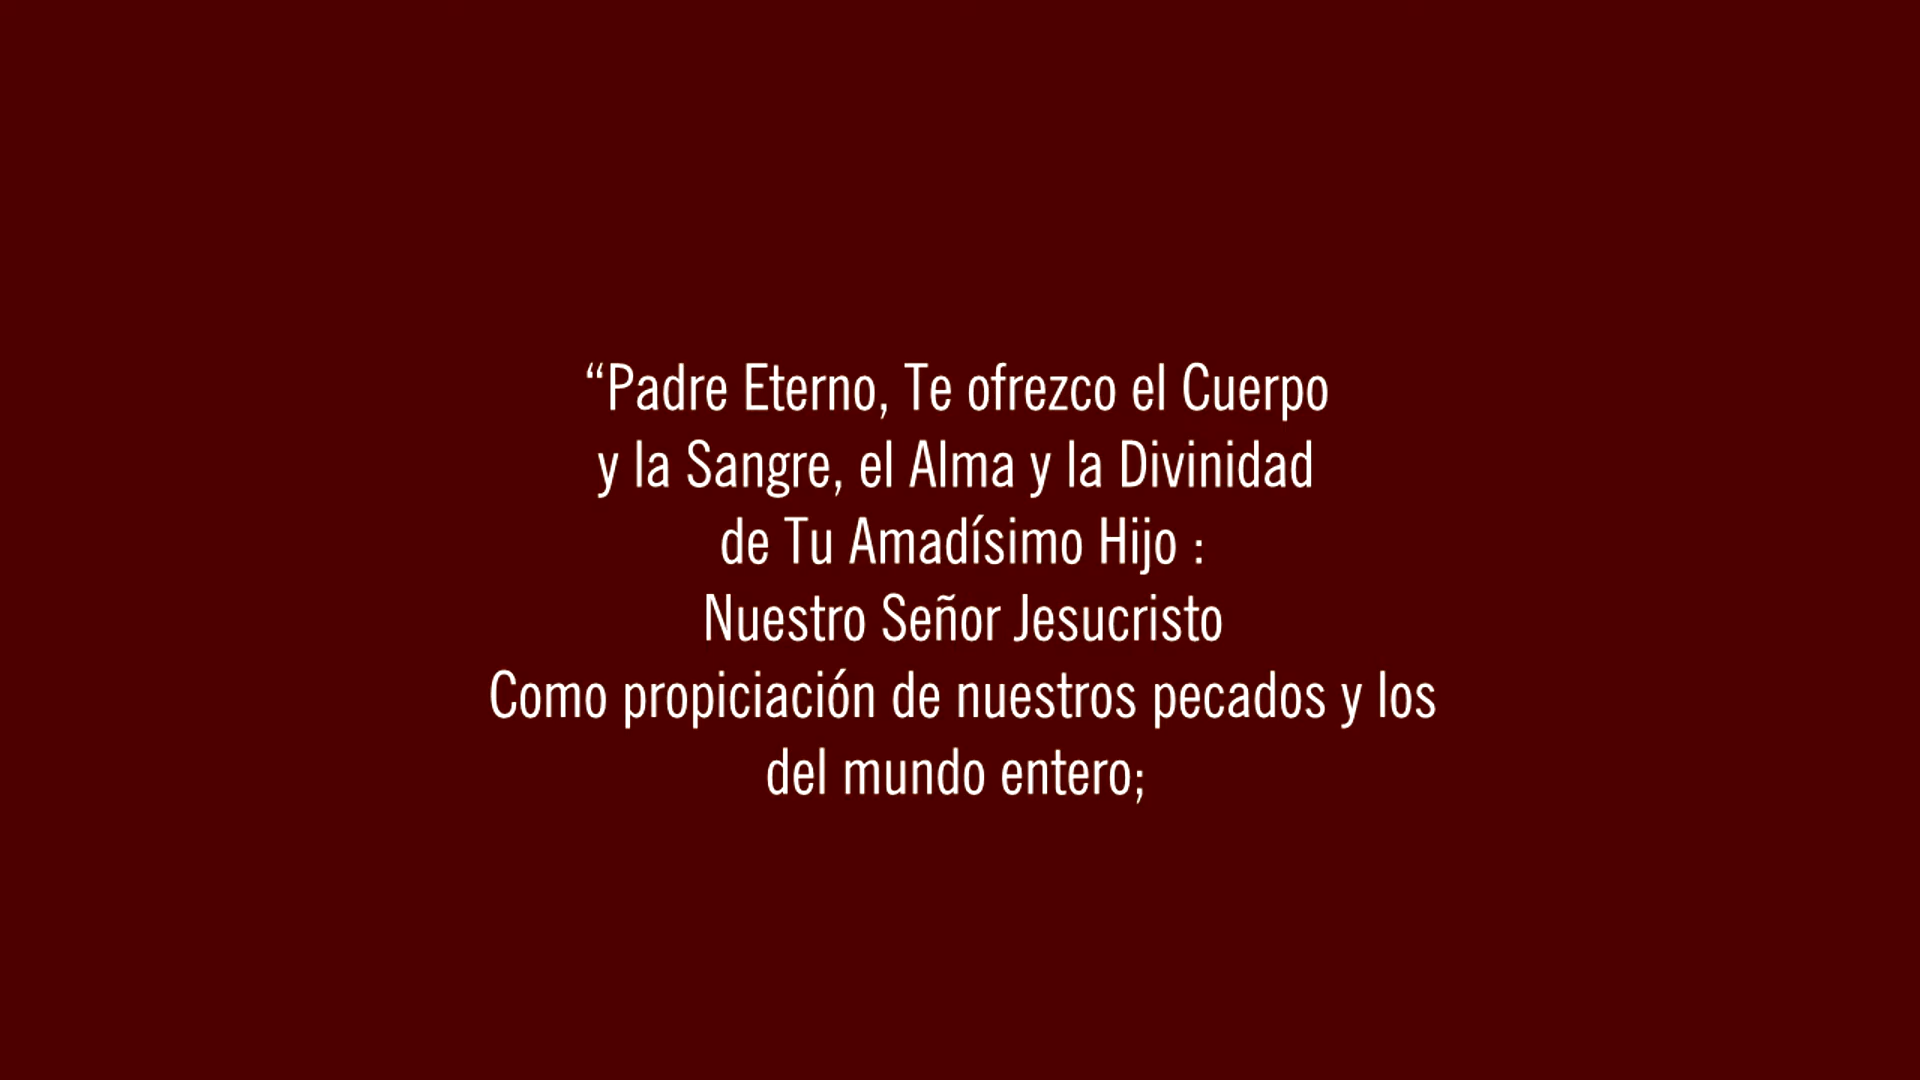 “Padre Eterno, Te ofrezco el Cuerpo
y la Sangre, el Alma y la Divinidad
de Tu Amadísimo Hijo :
Nuestro Señor Jesucristo
Como propiciación de nuestros pecados y los
del mundo entero;